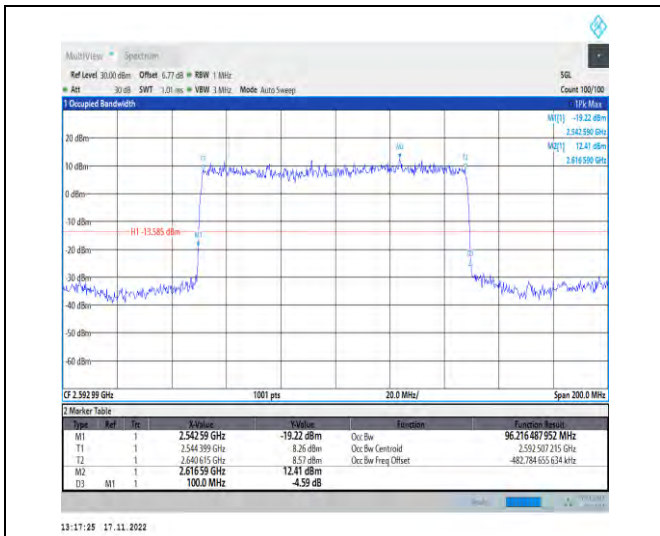 MultiView Spectrum
Ref Level 30.00 dBm Offset 6.77 dB RBW 1 MHz SGL
Att 30 dB SWT 1.01 ms VBW 3 MHz Mode Auto Sweep Count 100/100
1 Occupied Bandwidth 1Pk Max
M1[1] -19.22 dBm
2.542 590 GHz
M2[1] 12.41 dBm
2.616 590 GHz
20 dBm
T1 M2 T2
10 dBm
0 dBm
-10 dBm
H1 -13.585 dBm
M1
-20 dBm
D3
-30 dBm
-40 dBm
-50 dBm
-60 dBm
CF 2.592 99 GHz 1001 pts 20.0 MHz/ Span 200.0 MHz
2 Marker Table
Type Ref Trc X-Value Y-Value Function Function Result
M1 1 2.542 59 GHz -19.22 dBm Occ Bw 96.216 487 952 MHz
T1 1 2.544 399 GHz 8.26 dBm Occ Bw Centroid 2.592 507 215 GHz
T2 1 2.640 615 GHz 8.57 dBm Occ Bw Freq Offset -482.784 655 634 kHz
M2 1 2.616 59 GHz 12.41 dBm
D3 M1 1 100.0 MHz -4.59 dB
13:17:25 17.11.2022